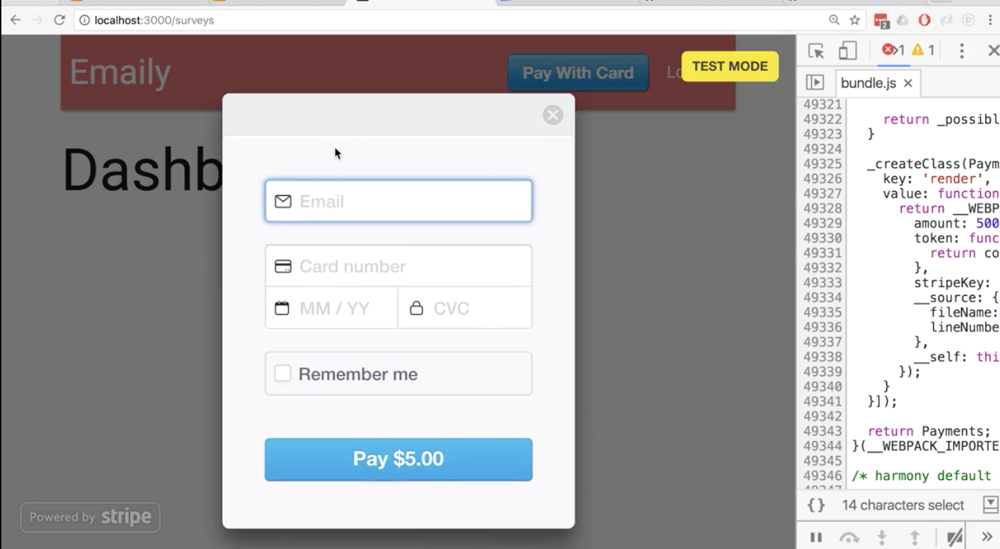 localhost:3000/surveys
2
Emaily
Pay With Card
TEST MODE
1
1
bundle.js
Dashb
Email
Card number
MM / YY
CVC
Remember me
Pay $5.00
Powered by stripe
49321
49322 return _possibl
49323 }
49324
49325 _createClass(Paym
49326 key: 'render',
49327 value: function
49328 return __WEBP
49329 amount: 500
49330 token: func
49331 return co
49332 },
49333 stripeKey:
49334 __source: {
49335 fileName:
49336 lineNumbe
49337 },
49338 __self: thi
49339 });
49340 }
49341 }]);
49342
49343 return Payments;
49344 }(__WEBPACK_IMPORTE
49345
49346 /* harmony default
{} 14 characters select